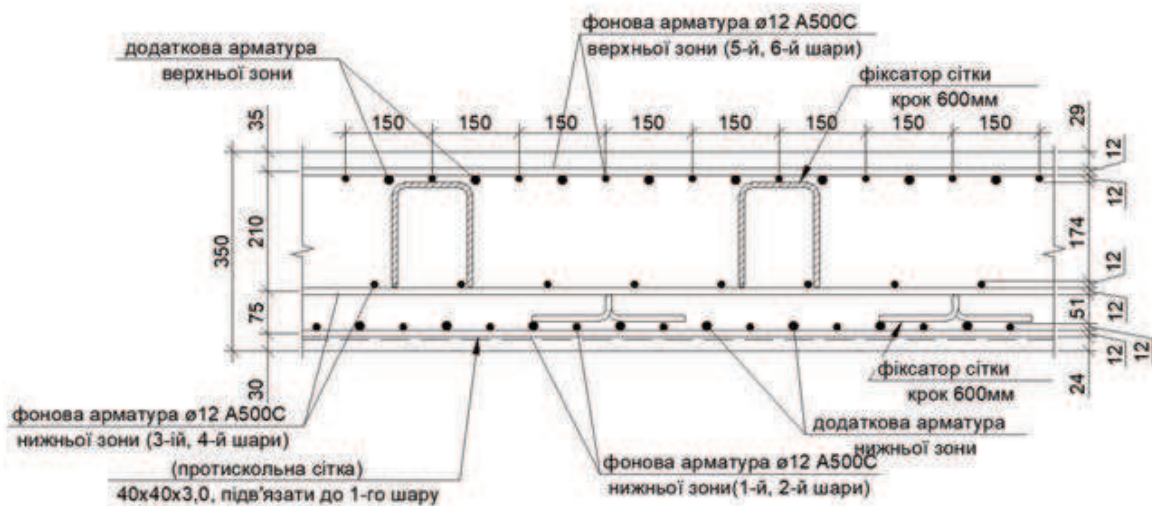 фонова арматура ø12 А500С
верхньої зони (5-й, 6-й шари)
додаткова арматура
верхньої зони
фіксатор сітки
крок 600мм
150 150 150 150 150 150 150 150
35
29
12
12
350
210
174
12
75
51
12
12
12
30
24
фіксатор сітки
крок 600мм
фонова арматура ø12 А500С
нижньої зони (3-ій, 4-й шари)
додаткова арматура
нижньої зони
(протискольна сітка)
40х40х3,0, підв'язати до 1-го шару
фонова арматура ø12 А500С
нижньої зони(1-й, 2-й шари)